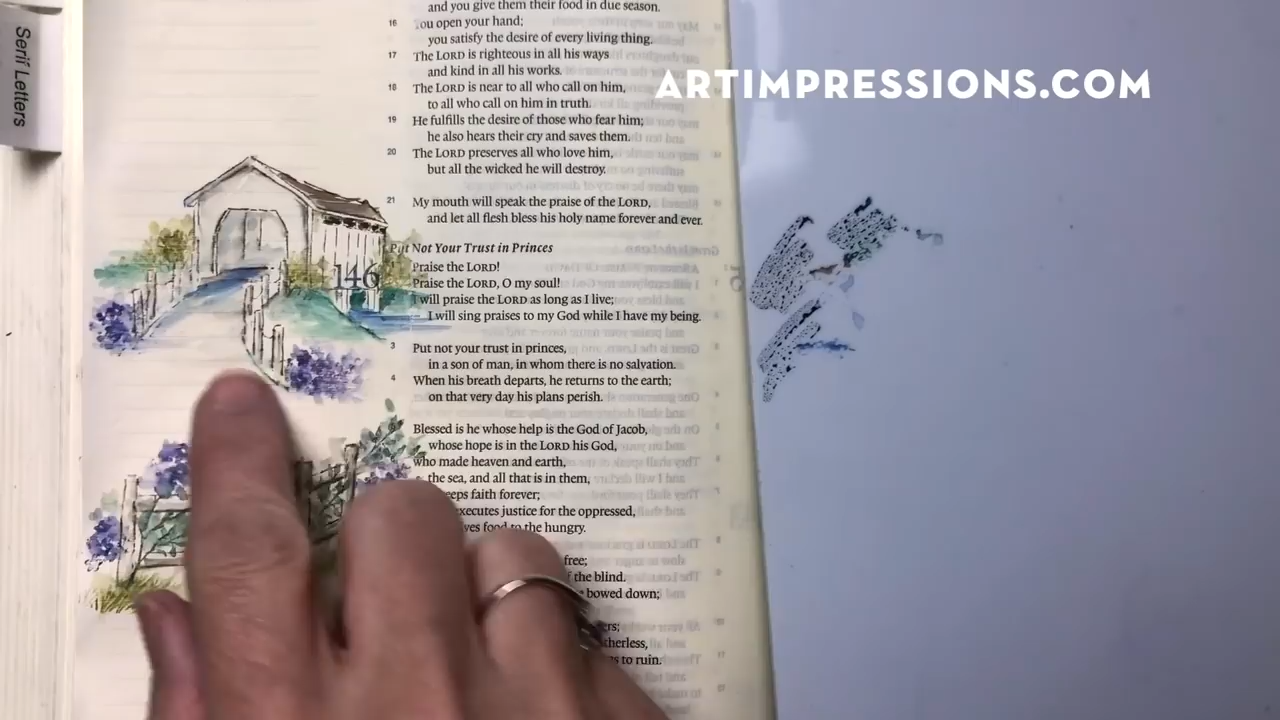 Serif Letters
ARTIMPRESSIONS.COM
and you give them their food in due season.
16 You open your hand;
you satisfy the desire of every living thing.
17 The LORD is righteous in all his ways
and kind in all his works.
18 The LORD is near to all who call on him,
to all who call on him in truth.
19 He fulfills the desire of those who fear him;
he also hears their cry and saves them.
20 The LORD preserves all who love him,
but all the wicked he will destroy.
21 My mouth will speak the praise of the LORD,
and let all flesh bless his holy name forever and ever.
Put Not Your Trust in Princes
146 Praise the LORD!
Praise the LORD, O my soul!
I will praise the LORD as long as I live;
I will sing praises to my God while I have my being.
3 Put not your trust in princes,
in a son of man, in whom there is no salvation.
4 When his breath departs, he returns to the earth;
on that very day his plans perish.
Blessed is he whose help is the God of Jacob,
whose hope is in the LORD his God,
who made heaven and earth,
the sea, and all that is in them,
faith forever;
executes justice for the oppressed,
food to the hungry.
free;
the blind.
bowed down;
to ruin.